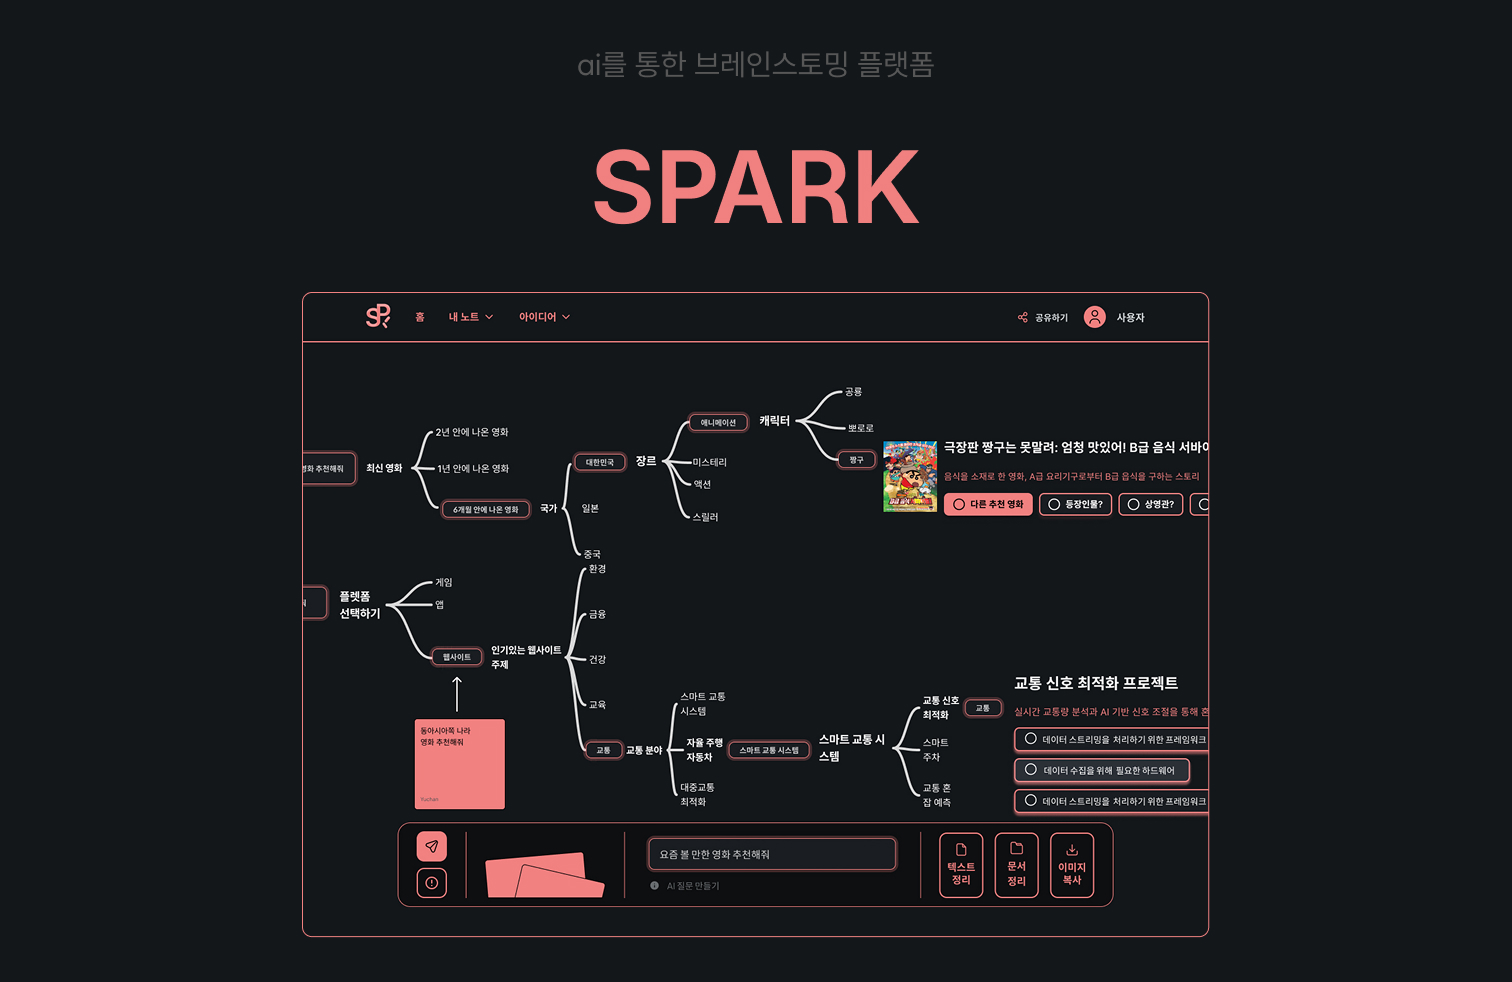 ai를 통한 브레인스토밍 플랫폼
SPARK
홈
내 노트
아이디어
공유하기
사용자
영화 추천해줘
최신 영화
2년 안에 나온 영화
1년 안에 나온 영화
6개월 안에 나온 영화
국가
대한민국
일본
중국
장르
애니메이션
미스터리
액션
스릴러
캐릭터
공룡
뽀로로
짱구
극장판 짱구는 못말려: 엄청 맛있어! B급 음식 서바이
음식을 소재로 한 영화, A급 요리기구로부터 B급 음식을 구하는 스토리
다른 추천 영화
등장인물?
상영관?
플렛폼
선택하기
게임
앱
웹사이트
인기있는 웹사이트
주제
환경
금융
건강
교육
교통
교통 분야
스마트 교통
시스템
자율 주행
자동차
대중교통
최적화
스마트 교통 시스템
스마트 교통 시
스템
교통 신호
최적화
스마트
주차
교통 혼
잡 예측
교통
교통 신호 최적화 프로젝트
실시간 교통량 분석과 AI 기반 신호 조절을 통해 혼
데이터 스트리밍을 처리하기 위한 프레임워크
데이터 수집을 위해 필요한 하드웨어
데이터 스트리밍을 처리하기 위한 프레임워크
동아시아쪽 나라
영화 추천해줘
Yuchan
요즘 볼 만한 영화 추천해줘
AI 질문 만들기
텍스트
정리
문서
정리
이미지
복사